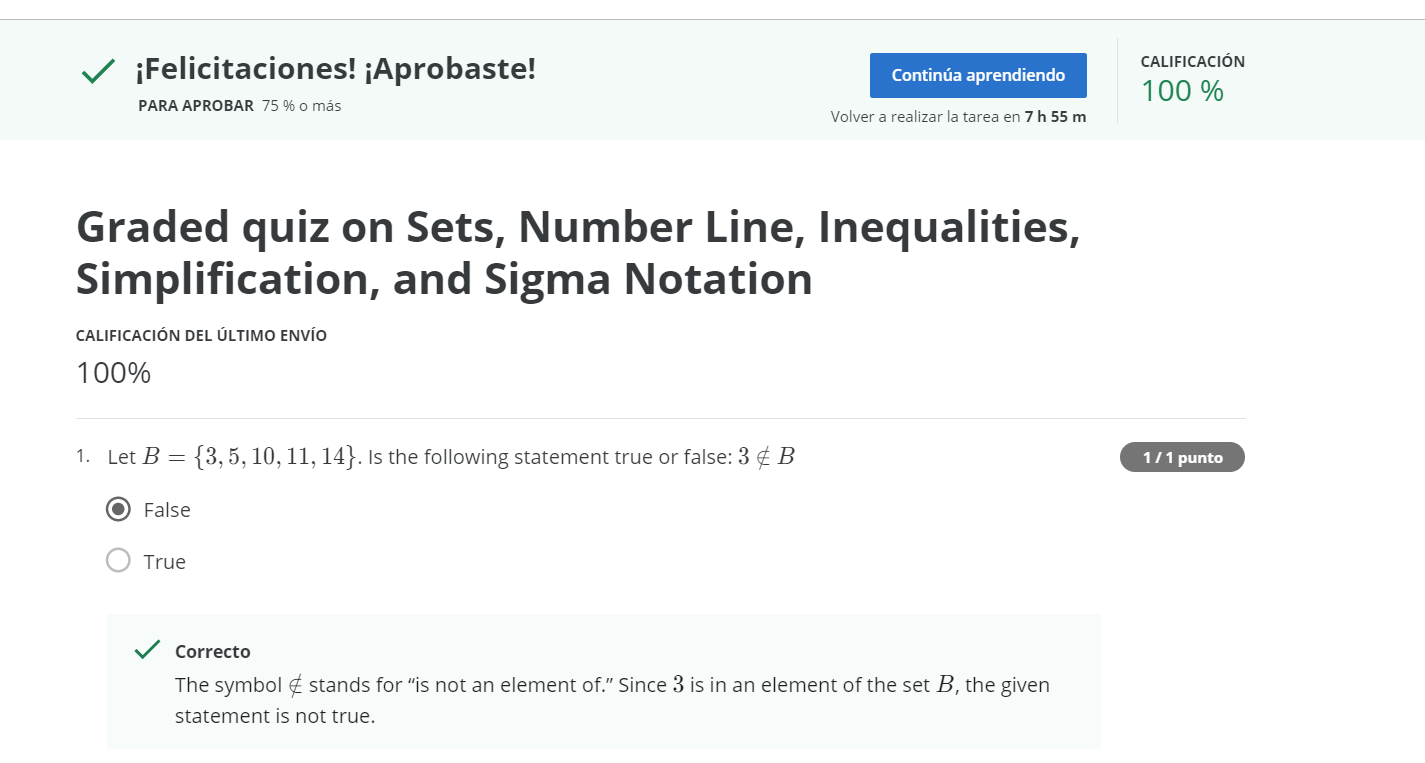 ¡Felicitaciones! ¡Aprobaste!
PARA APROBAR 75 % o más
Continúa aprendiendo
Volver a realizar la tarea en 7 h 55 m
CALIFICACIÓN
100 %
Graded quiz on Sets, Number Line, Inequalities,
Simplification, and Sigma Notation
CALIFICACIÓN DEL ÚLTIMO ENVÍO
100%
1. Let B = {3, 5, 10, 11, 14}. Is the following statement true or false: 3 ∉ B
1 / 1 punto
False
True
Correcto
The symbol ∉ stands for “is not an element of.” Since 3 is in an element of the set B, the given
statement is not true.